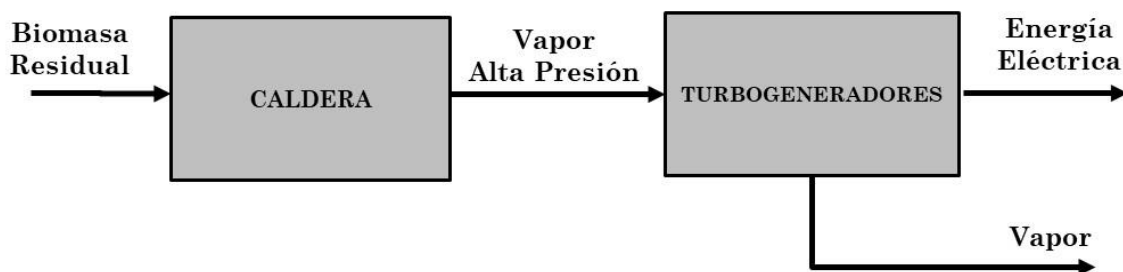 Biomasa
Residual
CALDERA
Vapor
Alta Presión
TURBOGENERADORES
Energía
Eléctrica
Vapor